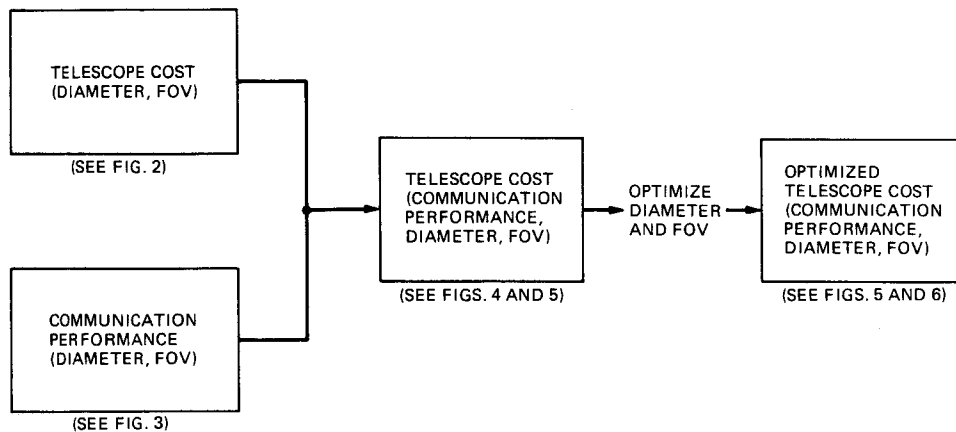 TELESCOPE COST
(DIAMETER, FOV)
(SEE FIG. 2)
COMMUNICATION
PERFORMANCE
(DIAMETER, FOV)
(SEE FIG. 3)
TELESCOPE COST
(COMMUNICATION
PERFORMANCE,
DIAMETER, FOV)
(SEE FIGS. 4 AND 5)
OPTIMIZE
DIAMETER
AND FOV
OPTIMIZED
TELESCOPE COST
(COMMUNICATION
PERFORMANCE,
DIAMETER, FOV)
(SEE FIGS. 5 AND 6)